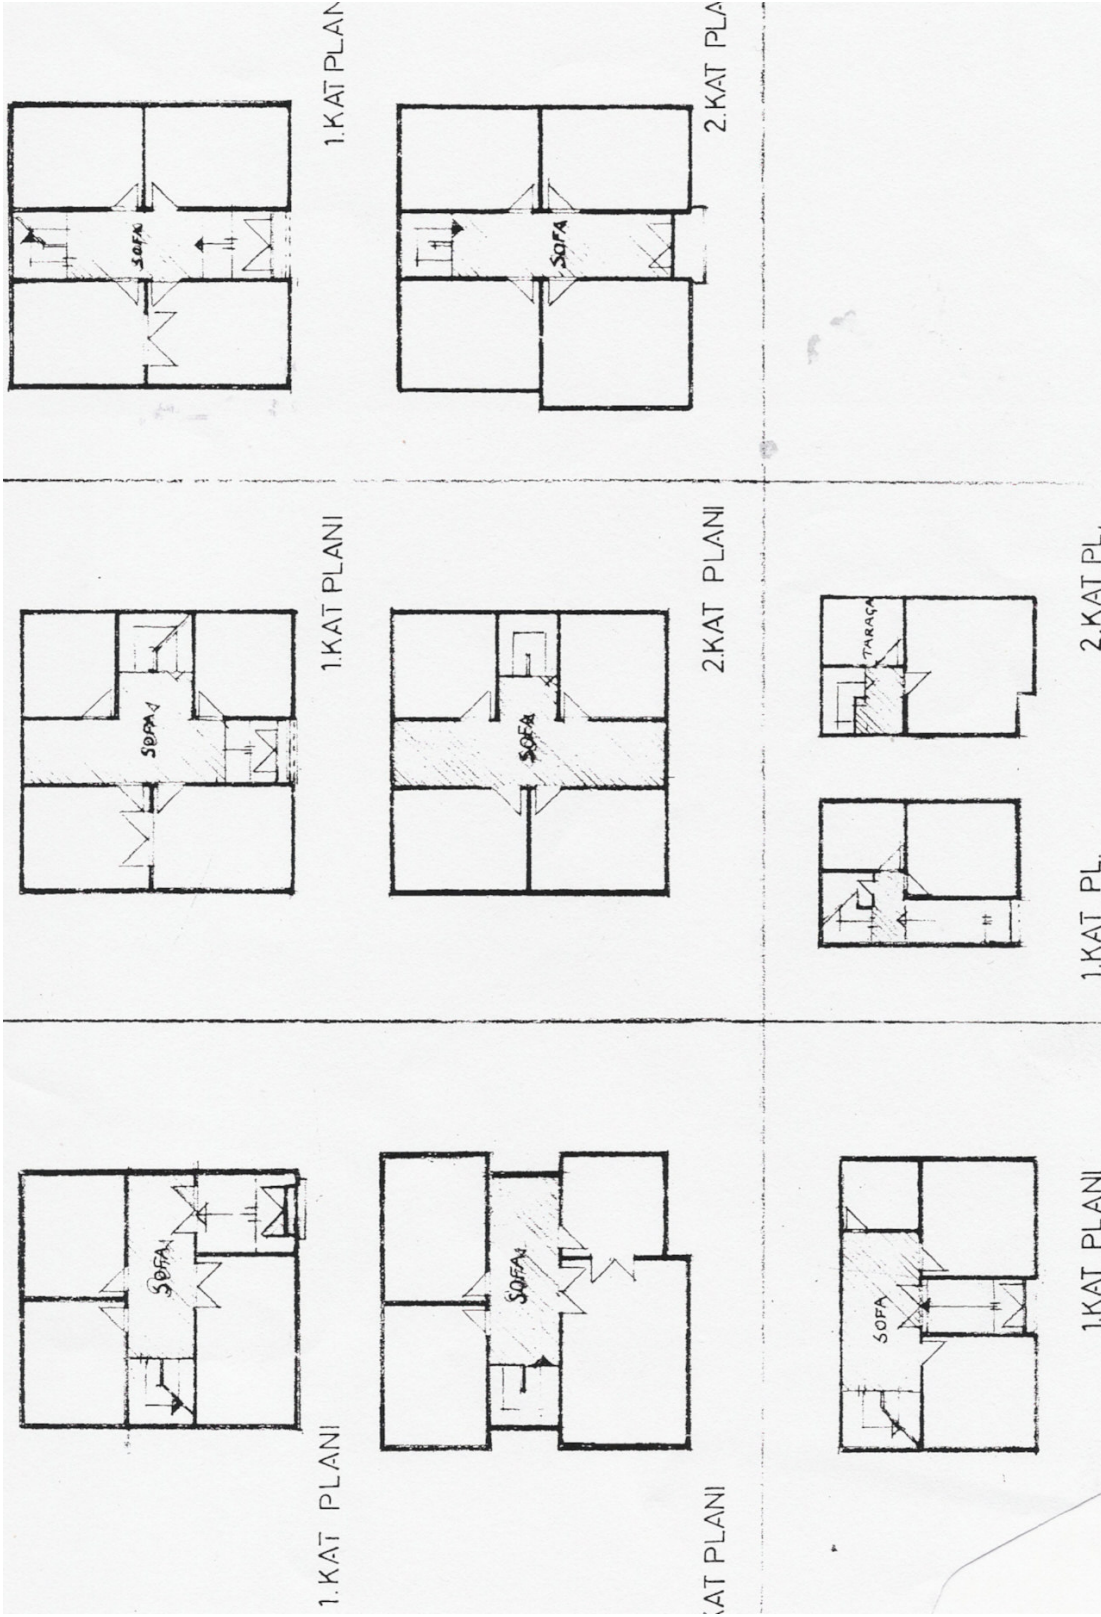 1.KAT PLAN
2.KAT PLA
SOFA
SOFA
1.KAT PLANI
2.KAT PLANI
2.KAT PL.
SOFA
SOFA
TARAÇA
1.KAT PL.
1.KAT PLANI
KAT PLANI
1.KAT PLANI
SOFA
SOFA
SOFA